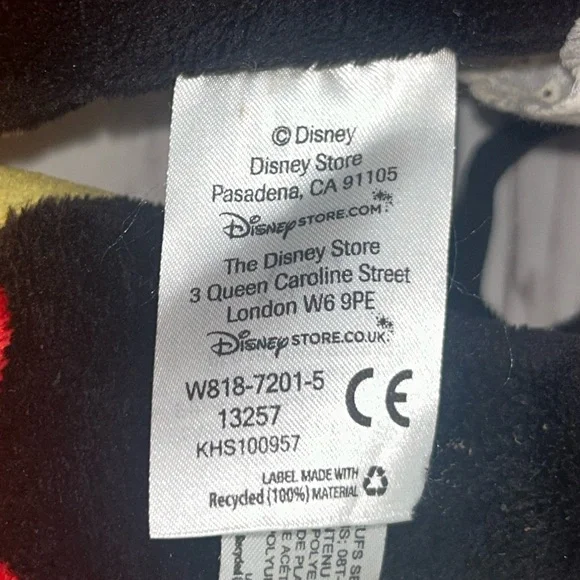 © Disney
Disney Store
Pasadena, CA 91105
DISNEYSTORE.COM
The Disney Store
3 Queen Caroline Street
London W6 9PE
DISNEYSTORE.CO.UK
W818-7201-5
13257
KHS100957
CE
LABEL MADE WITH
Recycled (100%) MATERIAL